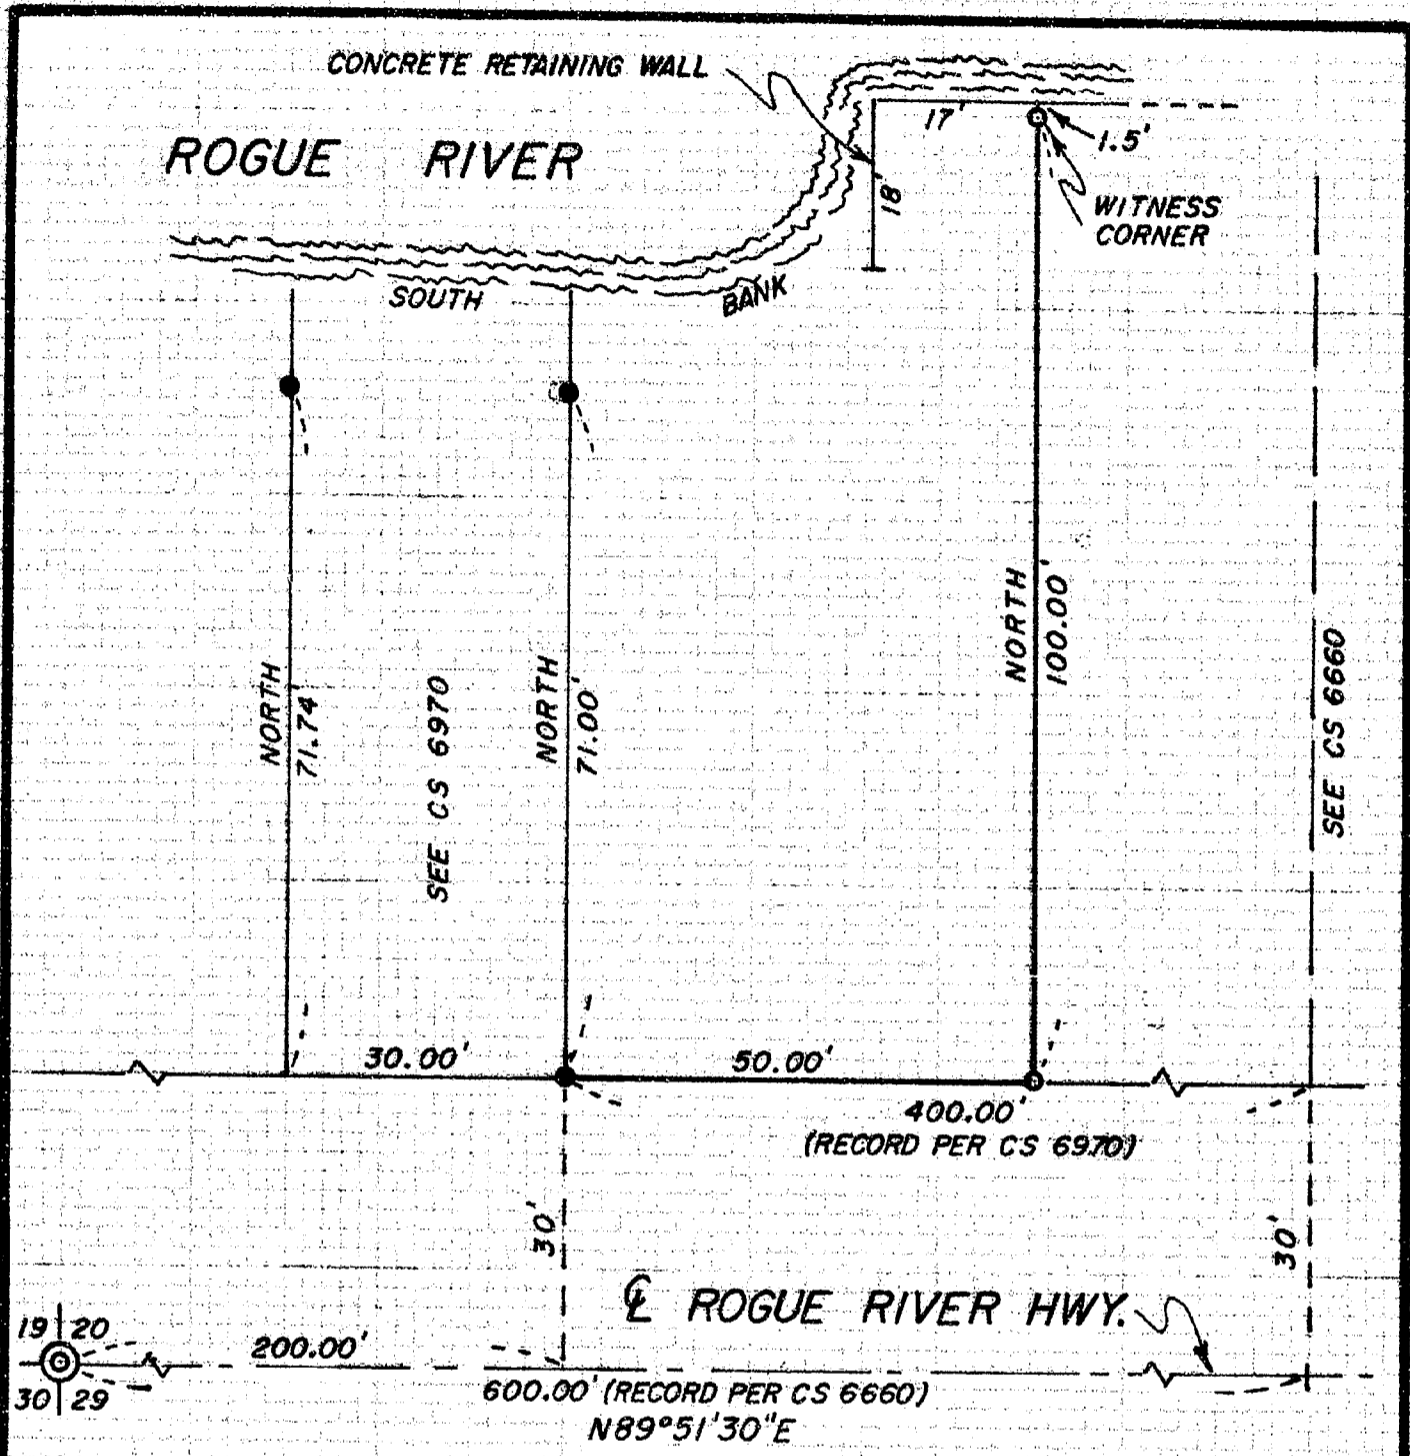 CONCRETE RETAINING WALL
ROGUE RIVER
17'
1.5'
18'
WITNESS
CORNER
SOUTH
BANK
NORTH
71.74'
SEE CS 6970
NORTH
71.00'
NORTH
100.00'
SEE CS 6660
30.00'
50.00'
400.00'
(RECORD PER CS 6970)
30'
30'
℄ ROGUE RIVER HWY.
19 20
30 29
200.00'
600.00' (RECORD PER CS 6660)
N89°51'30"E